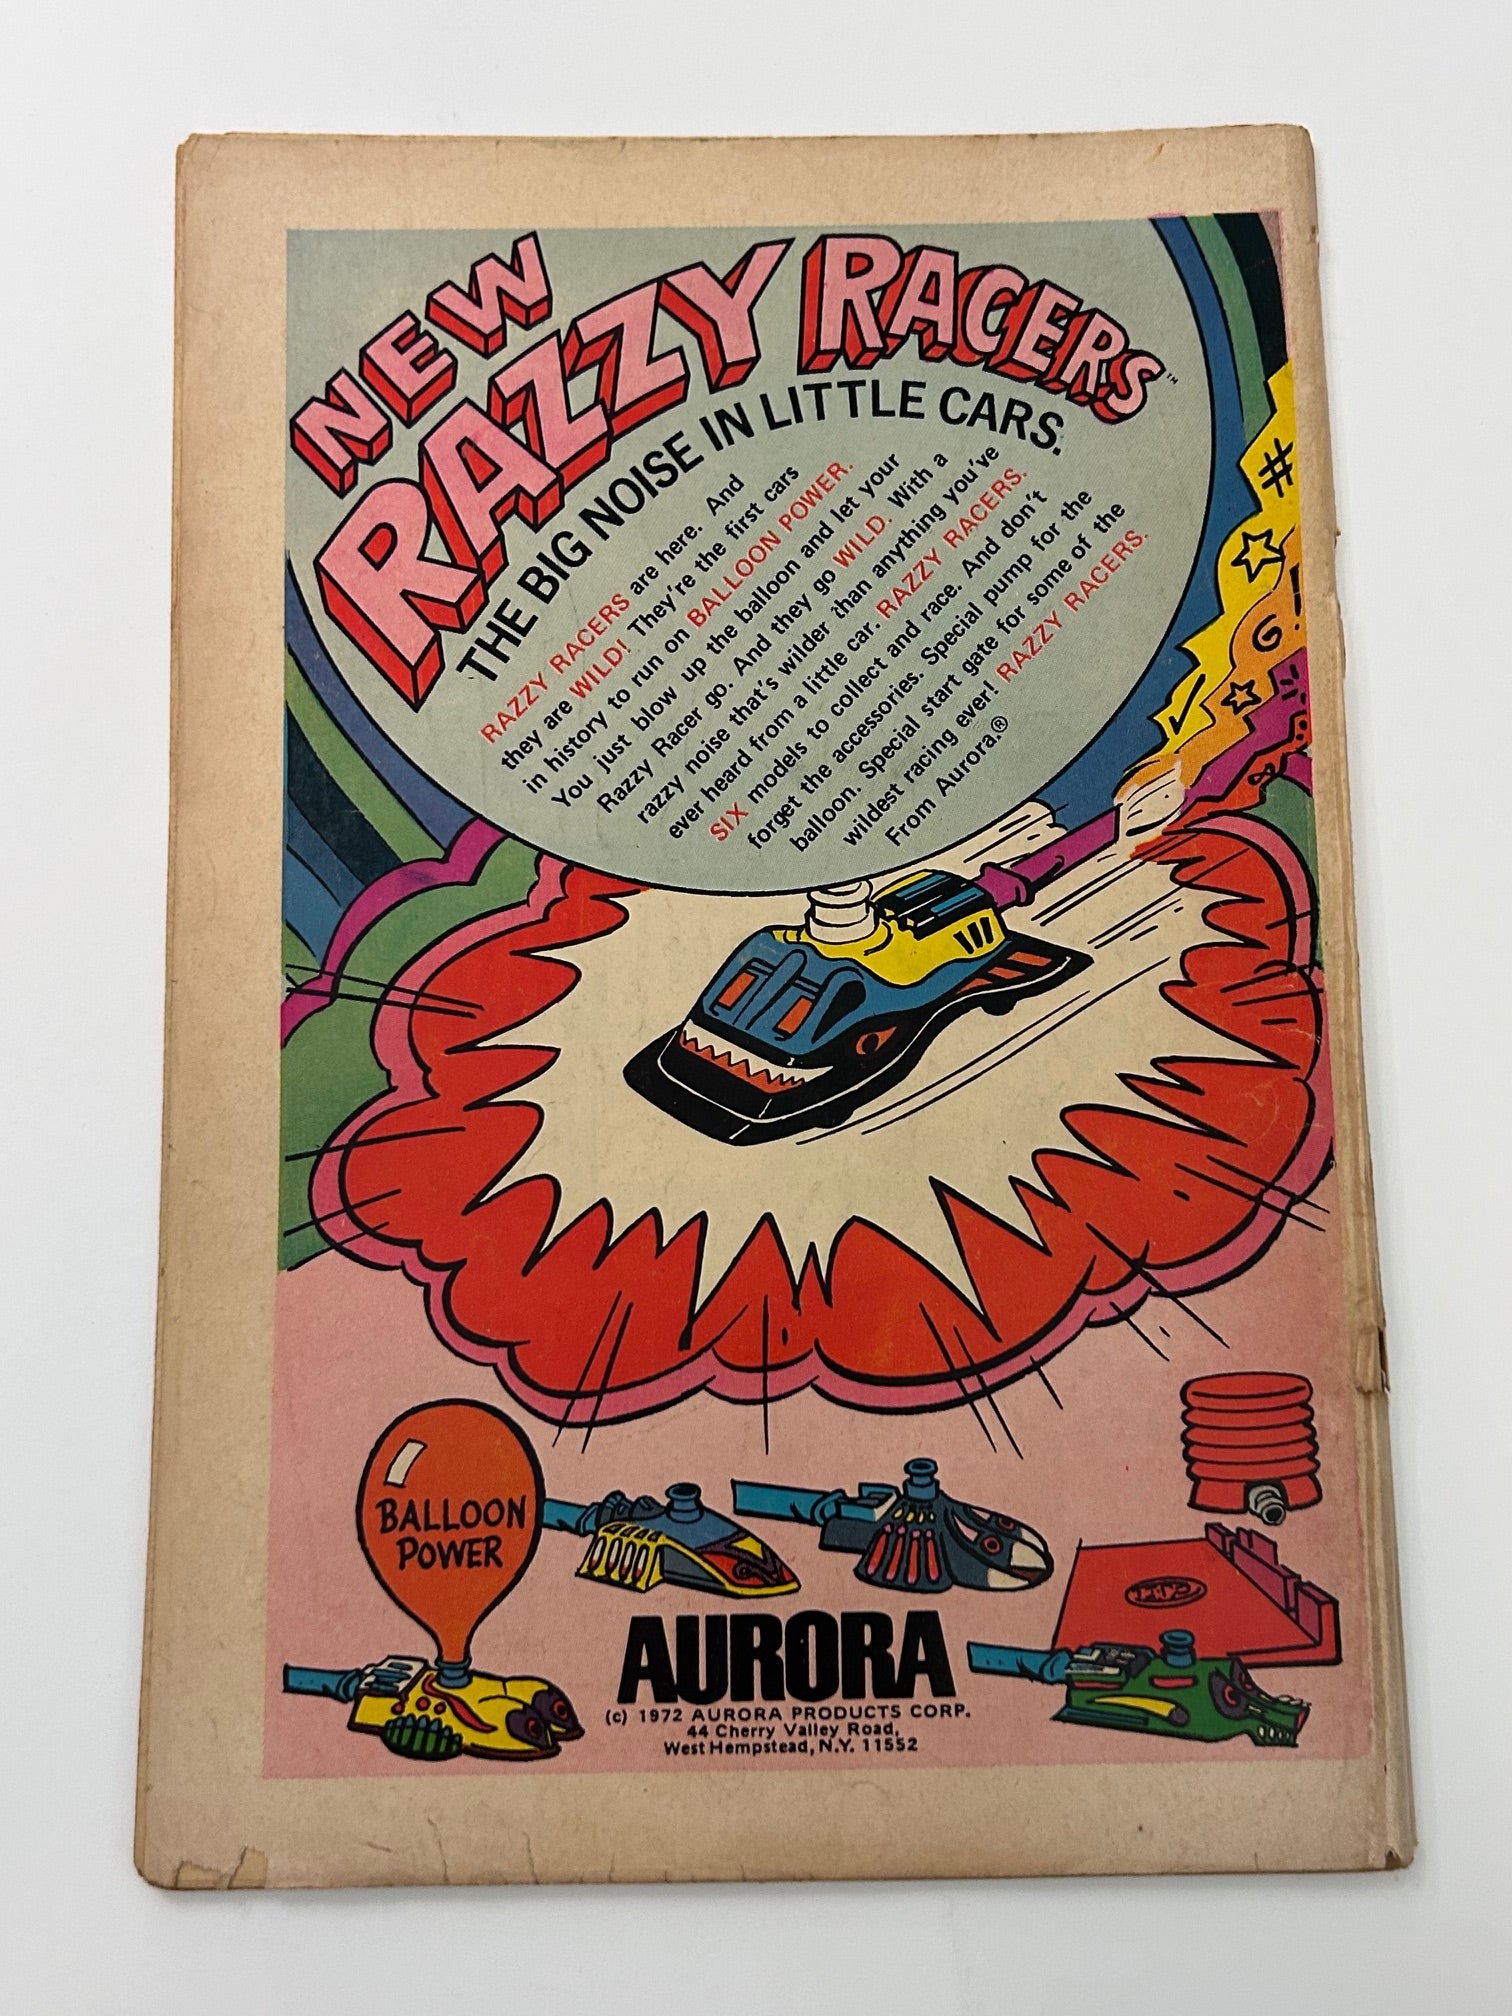 NEW
RAZZY RACERS™
THE BIG NOISE IN LITTLE CARS.
RAZZY RACERS are here. And
they are WILD! They're the first cars
in history to run on BALLOON POWER.
You just blow up the balloon and let your
Razzy Racer go. And they go WILD. With a
razzy noise that's wilder than anything you've
ever heard from a little car. RAZZY RACERS.
SIX models to collect and race. And don't
forget the accessories. Special pump for the
balloon. Special start gate for some of the
wildest racing ever! RAZZY RACERS.
From Aurora.®
#
G!
BALLOON
POWER
AURORA
(c) 1972 AURORA PRODUCTS CORP.
44 Cherry Valley Road,
West Hempstead, N.Y. 11552